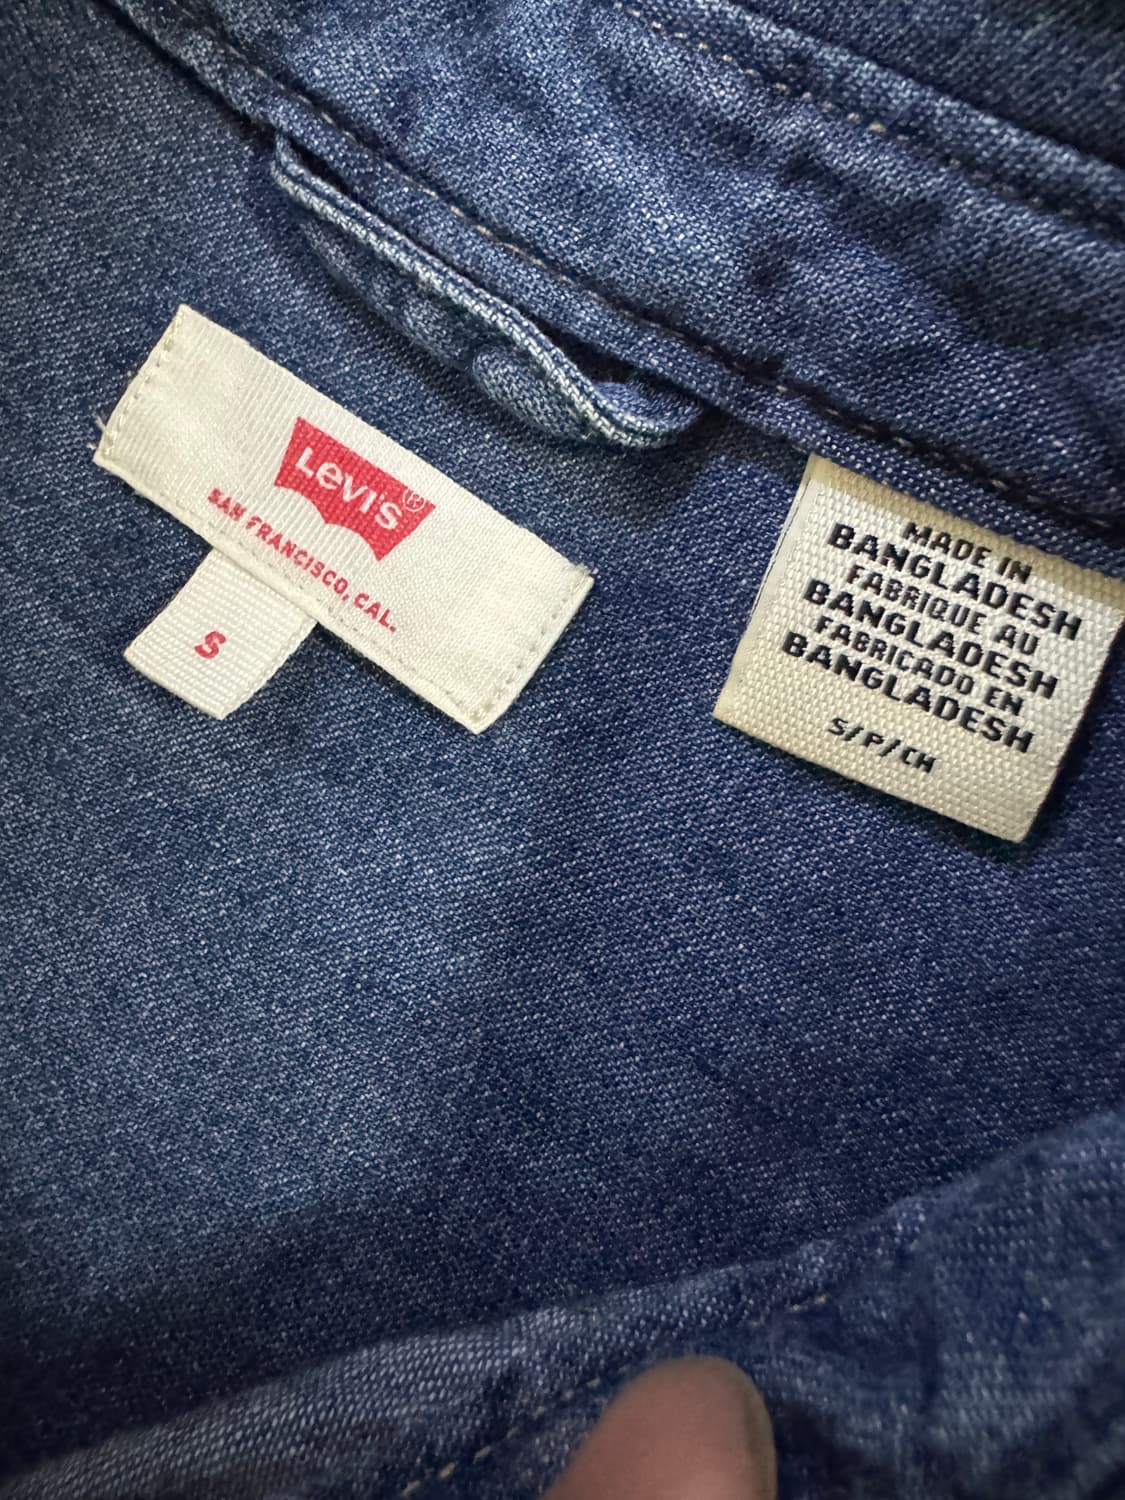 Levi's®
SAN FRANCISCO, CAL.
S
MADE IN
BANGLADESH
FABRIQUE AU
BANGLADESH
FABRICADO EN
BANGLADESH
S/P/CH